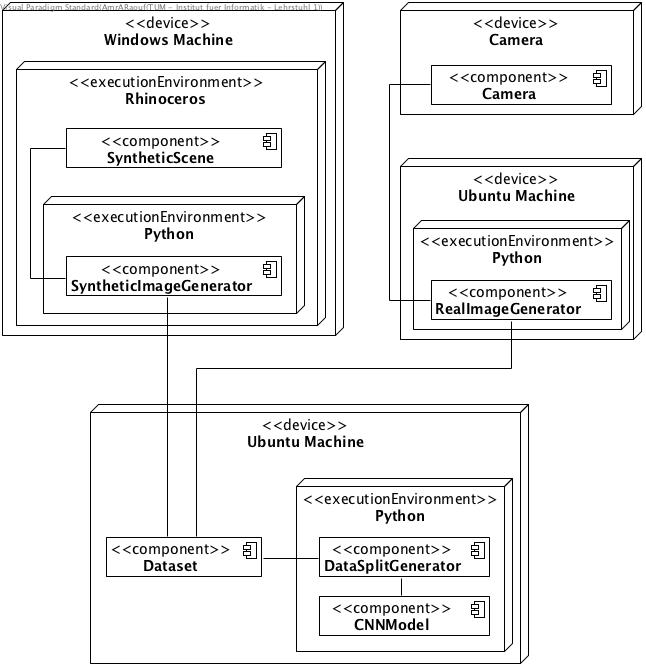 Visual Paradigm Standard(AmrARaouf(TUM – Institut fuer Informatik – Lehrstuhl 1))
<<device>>
Windows Machine
<<executionEnvironment>>
Rhinoceros
<<component>>
SyntheticScene
<<executionEnvironment>>
Python
<<component>>
SyntheticImageGenerator
<<device>>
Camera
<<component>>
Camera
<<device>>
Ubuntu Machine
<<executionEnvironment>>
Python
<<component>>
RealImageGenerator
<<device>>
Ubuntu Machine
<<component>>
Dataset
<<executionEnvironment>>
Python
<<component>>
DataSplitGenerator
<<component>>
CNNModel